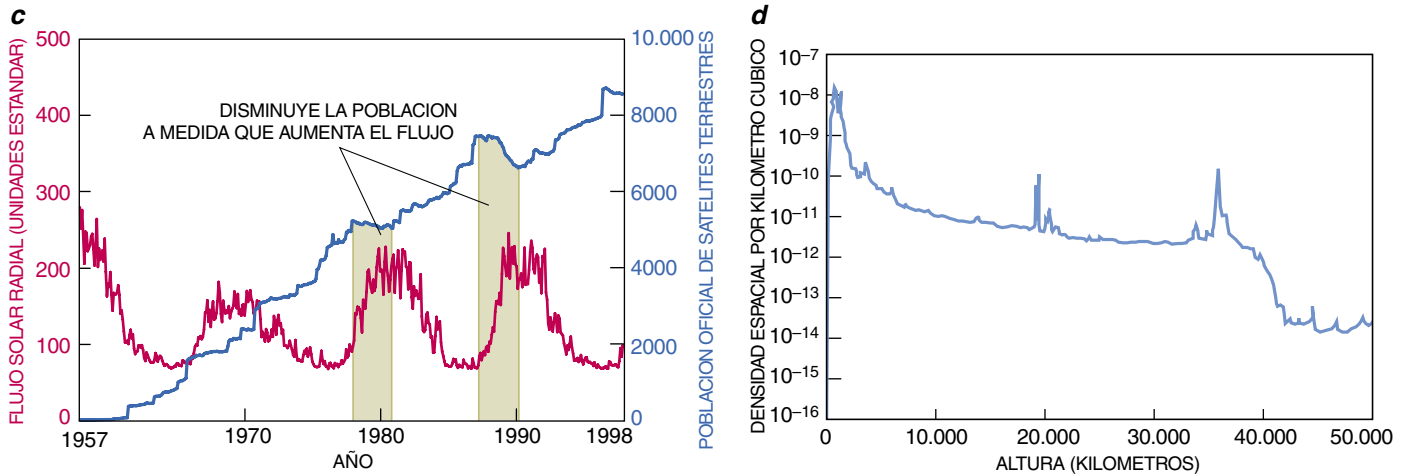 c
FLUJO SOLAR RADIAL (UNIDADES ESTANDAR)
500
400
300
200
100
0
DISMINUYE LA POBLACION
A MEDIDA QUE AUMENTA EL FLUJO
10.000
8000
6000
4000
2000
0
POBLACION OFICIAL DE SATELITES TERRESTRES
1957 1970 1980 1990 1998
AÑO
d
DENSIDAD ESPACIAL POR KILOMETRO CUBICO
10–7
10–8
10–9
10–10
10–11
10–12
10–13
10–14
10–15
10–16
0 10.000 20.000 30.000 40.000 50.000
ALTURA (KILOMETROS)